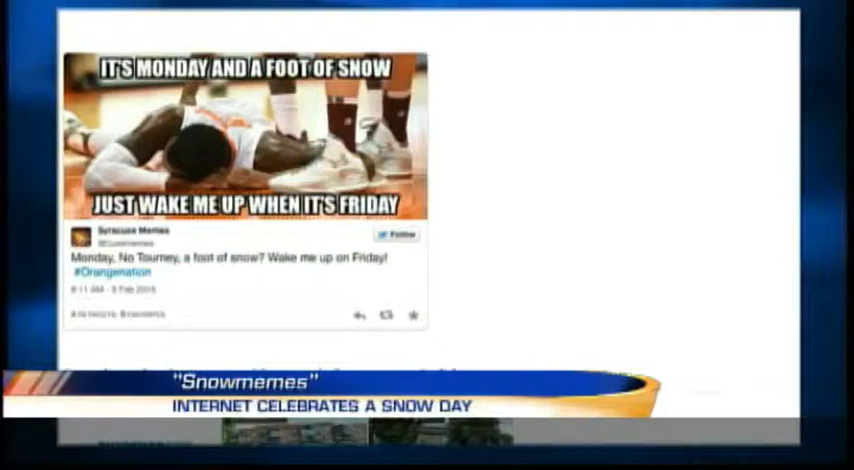 IT'S MONDAY AND A FOOT OF SNOW
JUST WAKE ME UP WHEN IT'S FRIDAY
Syracuse Memes
Follow
Monday, No Tourney, a foot of snow? Wake me up on Friday!
#Orangenation
"Snowmemes"
INTERNET CELEBRATES A SNOW DAY